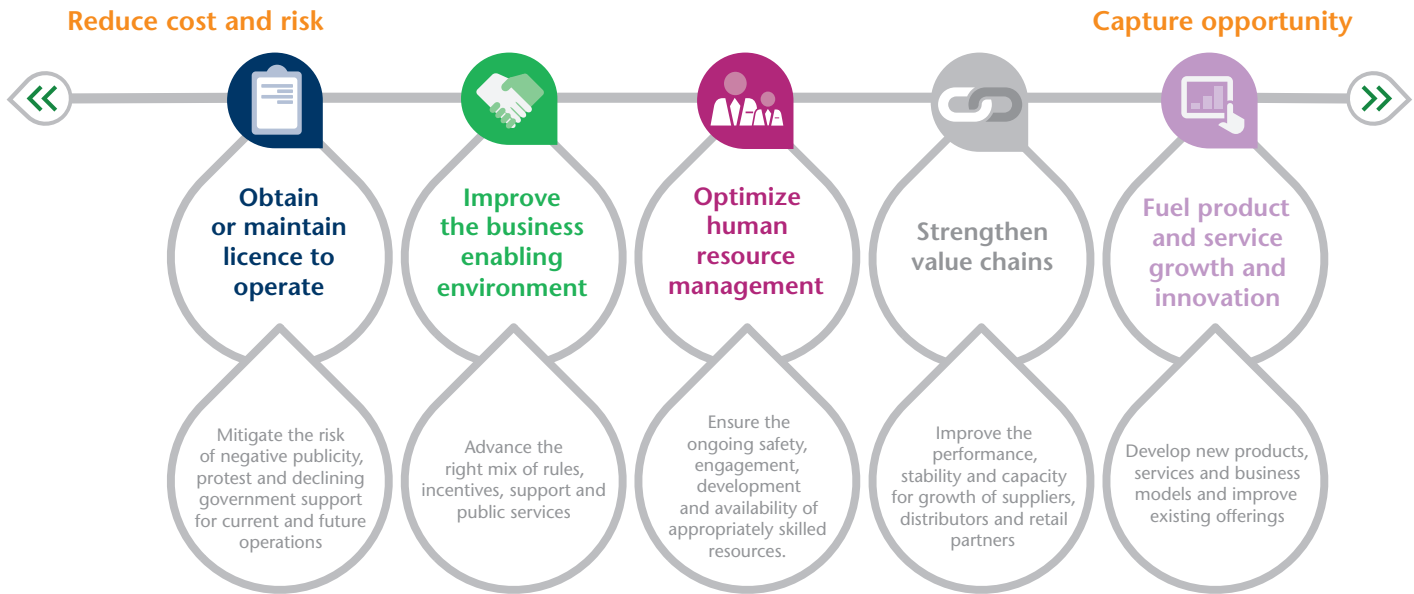 Reduce cost and risk
Capture opportunity
Obtain
or maintain
licence to
operate
Improve
the business
enabling
environment
Optimize
human
resource
management
Strengthen
value chains
Fuel product
and service
growth and
innovation
Mitigate the risk
of negative publicity,
protest and declining
government support
for current and future
operations
Advance the
right mix of rules,
incentives, support and
public services
Ensure the
ongoing safety,
engagement,
development
and availability of
appropriately skilled
resources.
Improve the
performance,
stability and capacity
for growth of suppliers,
distributors and retail
partners
Develop new products,
services and business
models and improve
existing offerings